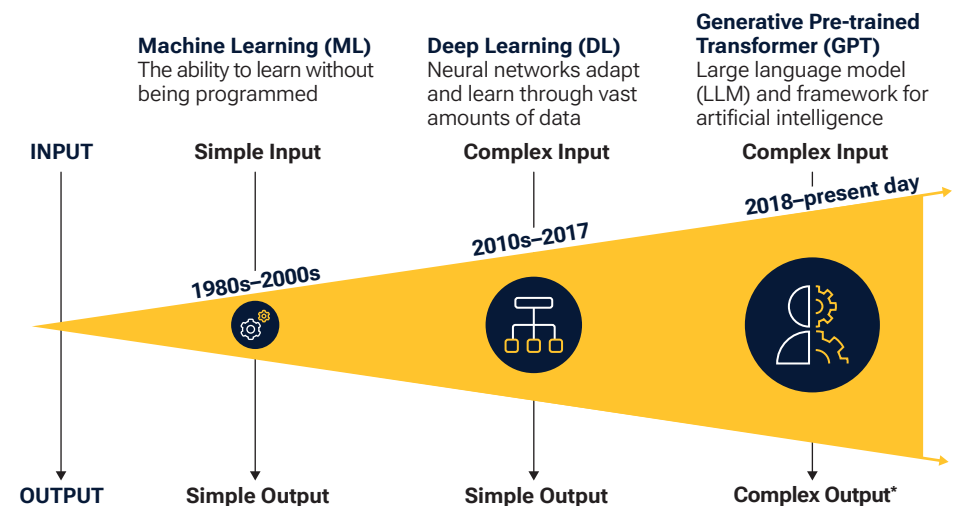 Machine Learning (ML)
The ability to learn without
being programmed
Deep Learning (DL)
Neural networks adapt
and learn through vast
amounts of data
Generative Pre-trained
Transformer (GPT)
Large language model
(LLM) and framework for
artificial intelligence
INPUT
Simple Input
Complex Input
Complex Input
1980s–2000s
2010s–2017
2018–present day
OUTPUT
Simple Output
Simple Output
Complex Output*